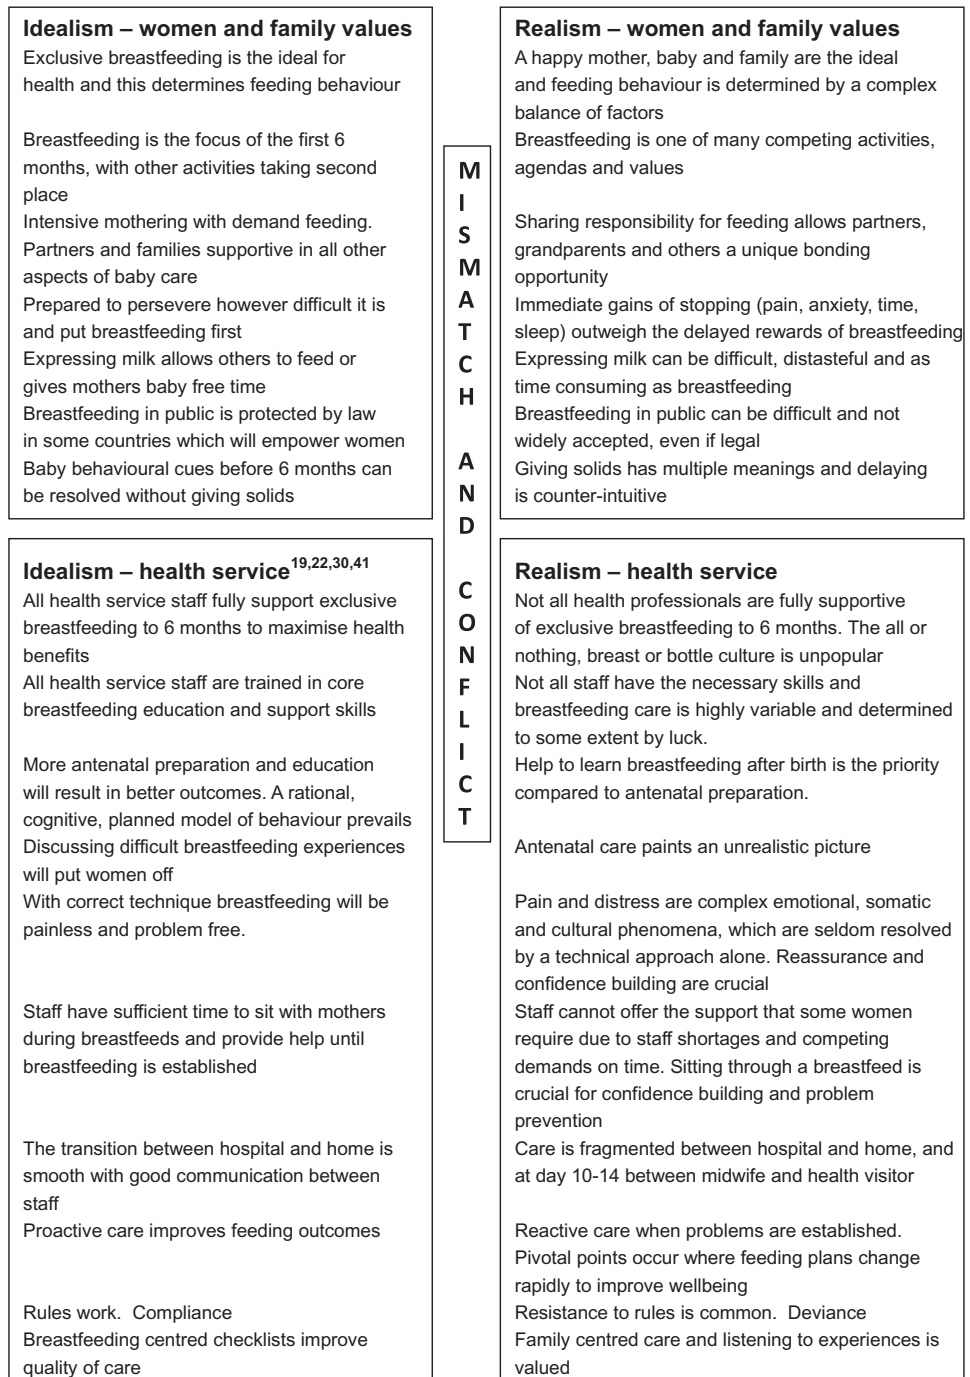 Idealism – women and family values
Exclusive breastfeeding is the ideal for
health and this determines feeding behaviour
Breastfeeding is the focus of the first 6
months, with other activities taking second
place
Intensive mothering with demand feeding.
Partners and families supportive in all other
aspects of baby care
Prepared to persevere however difficult it is
and put breastfeeding first
Expressing milk allows others to feed or
gives mothers baby free time
Breastfeeding in public is protected by law
in some countries which will empower women
Baby behavioural cues before 6 months can
be resolved without giving solids
Realism – women and family values
A happy mother, baby and family are the ideal
and feeding behaviour is determined by a complex
balance of factors
Breastfeeding is one of many competing activities,
agendas and values
Sharing responsibility for feeding allows partners,
grandparents and others a unique bonding
opportunity
Immediate gains of stopping (pain, anxiety, time,
sleep) outweigh the delayed rewards of breastfeeding
Expressing milk can be difficult, distasteful and as
time consuming as breastfeeding
Breastfeeding in public can be difficult and not
widely accepted, even if legal
Giving solids has multiple meanings and delaying
is counter-intuitive
MISMATCH AND CONFLICT
Idealism – health service19,22,30,41
All health service staff fully support exclusive
breastfeeding to 6 months to maximise health
benefits
All health service staff are trained in core
breastfeeding education and support skills
More antenatal preparation and education
will result in better outcomes. A rational,
cognitive, planned model of behaviour prevails
Discussing difficult breastfeeding experiences
will put women off
With correct technique breastfeeding will be
painless and problem free.
Staff have sufficient time to sit with mothers
during breastfeeds and provide help until
breastfeeding is established
The transition between hospital and home is
smooth with good communication between
staff
Proactive care improves feeding outcomes
Rules work. Compliance
Breastfeeding centred checklists improve
quality of care
Realism – health service
Not all health professionals are fully supportive
of exclusive breastfeeding to 6 months. The all or
nothing, breast or bottle culture is unpopular
Not all staff have the necessary skills and
breastfeeding care is highly variable and determined
to some extent by luck.
Help to learn breastfeeding after birth is the priority
compared to antenatal preparation.
Antenatal care paints an unrealistic picture
Pain and distress are complex emotional, somatic
and cultural phenomena, which are seldom resolved
by a technical approach alone. Reassurance and
confidence building are crucial
Staff cannot offer the support that some women
require due to staff shortages and competing
demands on time. Sitting through a breastfeed is
crucial for confidence building and problem
prevention
Care is fragmented between hospital and home, and
at day 10-14 between midwife and health visitor
Reactive care when problems are established.
Pivotal points occur where feeding plans change
rapidly to improve wellbeing
Resistance to rules is common. Deviance
Family centred care and listening to experiences is
valued